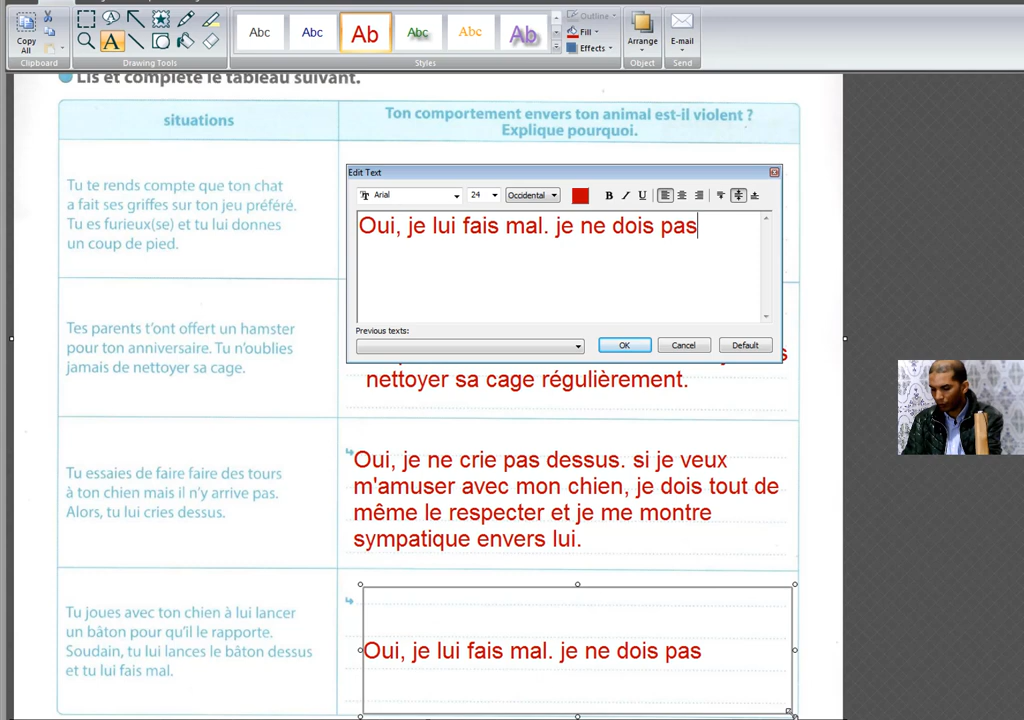 Copy
All
Clipboard
Drawing Tools
Abc
Abc
Ab
Abc
Abc
Ab
Styles
Outline
Fill
Effects
Arrange
Object
E-mail
Send
Lis et complète le tableau suivant.
situations
Ton comportement envers ton animal est-il violent ?
Explique pourquoi.
Tu te rends compte que ton chat
a fait ses griffes sur ton jeu préféré.
Tu es furieux(se) et tu lui donnes
un coup de pied.
Edit Text
Arial
24
Occidental
B I U
Oui, je lui fais mal. je ne dois pas
Previous texts:
OK
Cancel
Default
Tes parents t'ont offert un hamster
pour ton anniversaire. Tu n'oublies
jamais de nettoyer sa cage.
nettoyer sa cage régulièrement.
Tu essaies de faire faire des tours
à ton chien mais il n'y arrive pas.
Alors, tu lui cries dessus.
Oui, je ne crie pas dessus. si je veux
m'amuser avec mon chien, je dois tout de
même le respecter et je me montre
sympatique envers lui.
Tu joues avec ton chien à lui lancer
un bâton pour qu'il le rapporte.
Soudain, tu lui lances le bâton dessus
et tu lui fais mal.
Oui, je lui fais mal. je ne dois pas